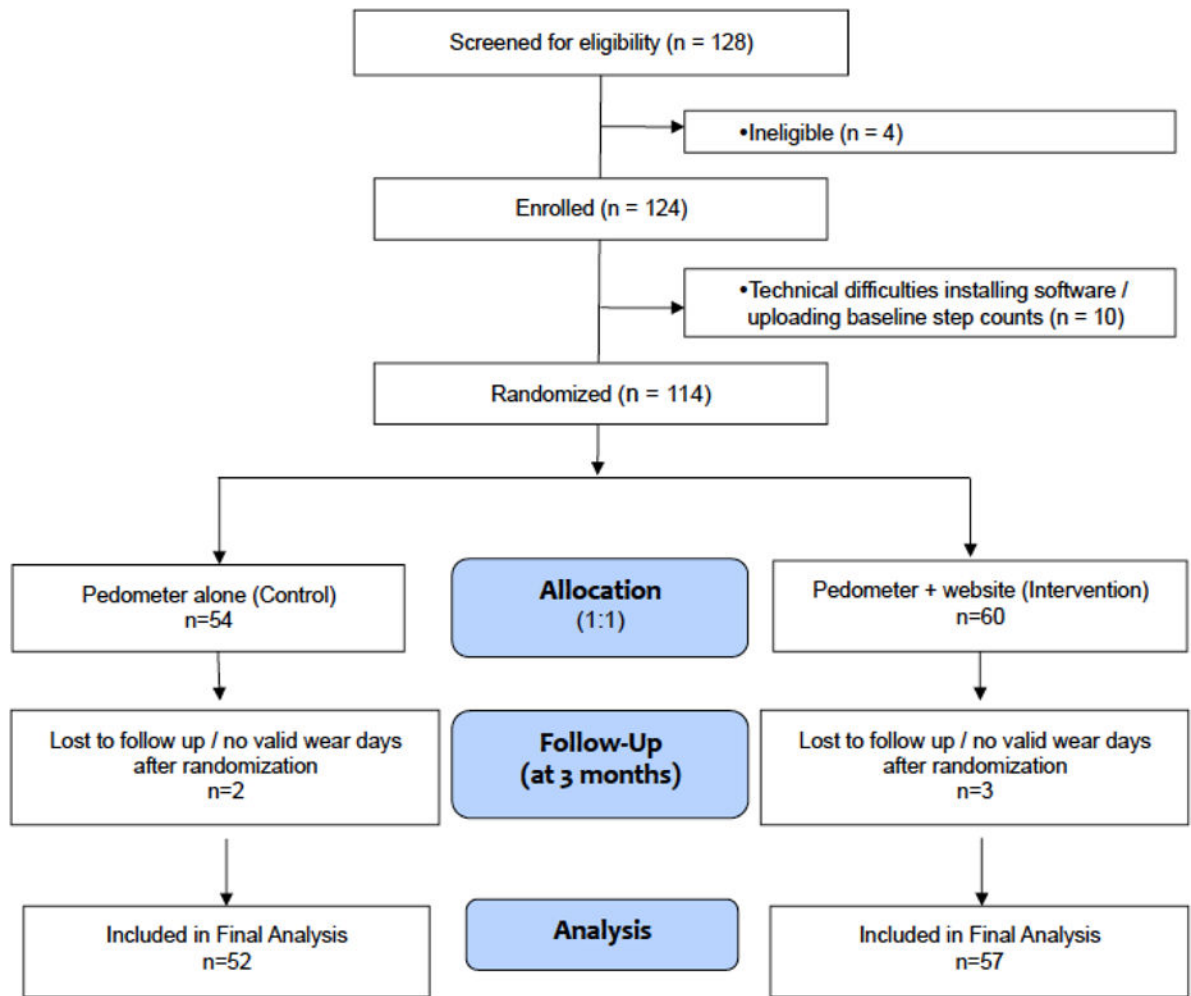 Screened for eligibility (n = 128)
•Ineligible (n = 4)
Enrolled (n = 124)
•Technical difficulties installing software /
uploading baseline step counts (n = 10)
Randomized (n = 114)
Pedometer alone (Control)
n=54
Allocation
(1:1)
Pedometer + website (Intervention)
n=60
Lost to follow up / no valid wear days
after randomization
n=2
Follow-Up
(at 3 months)
Lost to follow up / no valid wear days
after randomization
n=3
Included in Final Analysis
n=52
Analysis
Included in Final Analysis
n=57